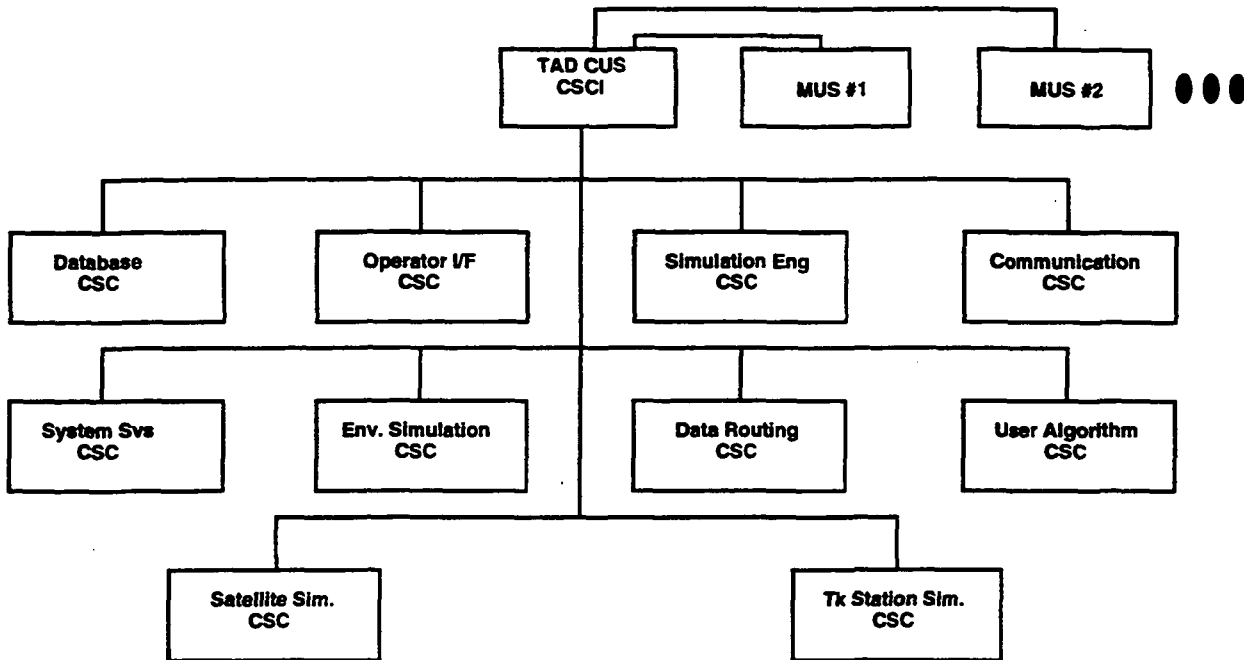 TAD CUS
CSCI
MUS #1
MUS #2
Database
CSC
Operator I/F
CSC
Simulation Eng
CSC
Communication
CSC
System Svs
CSC
Env. Simulation
CSC
Data Routing
CSC
User Algorithm
CSC
Satellite Sim.
CSC
Tk Station Sim.
CSC